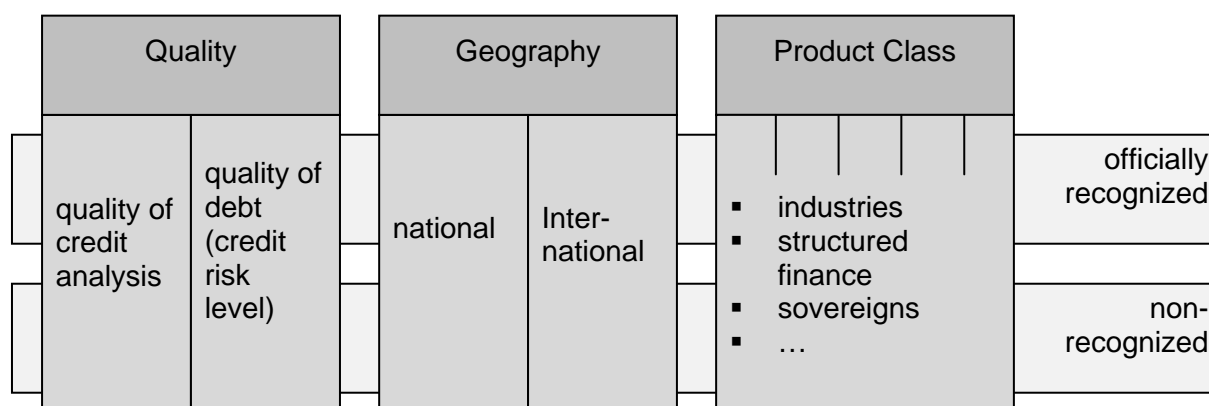 Quality
Geography
Product Class
quality of
credit
analysis
quality of
debt
(credit
risk
level)
national
Inter-
national
▪ industries
▪ structured
finance
▪ sovereigns
▪ …
officially
recognized
non-
recognized